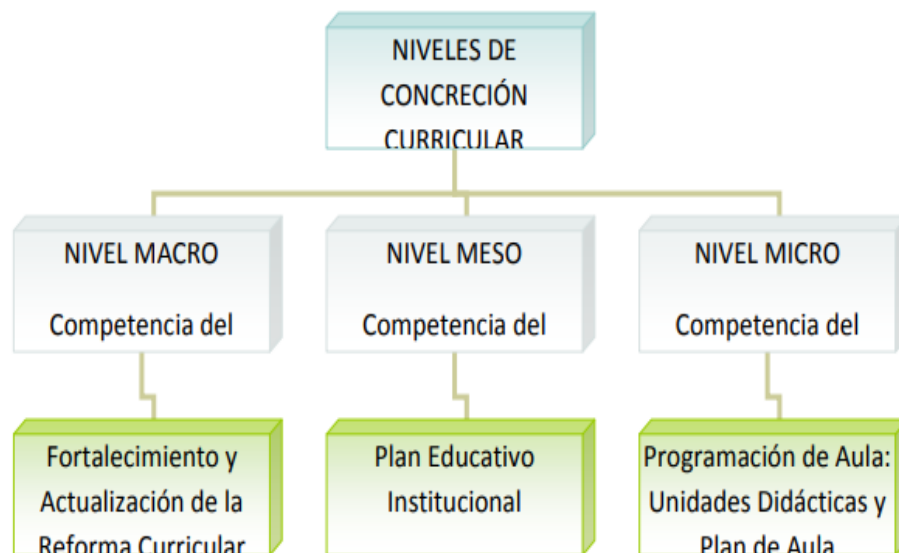 NIVELES DE
CONCRECIÓN
CURRICULAR
NIVEL MACRO
Competencia del
NIVEL MESO
Competencia del
NIVEL MICRO
Competencia del
Fortalecimiento y
Actualización de la
Reforma Curricular
Plan Educativo
Institucional
Programación de Aula:
Unidades Didácticas y
Plan de Aula